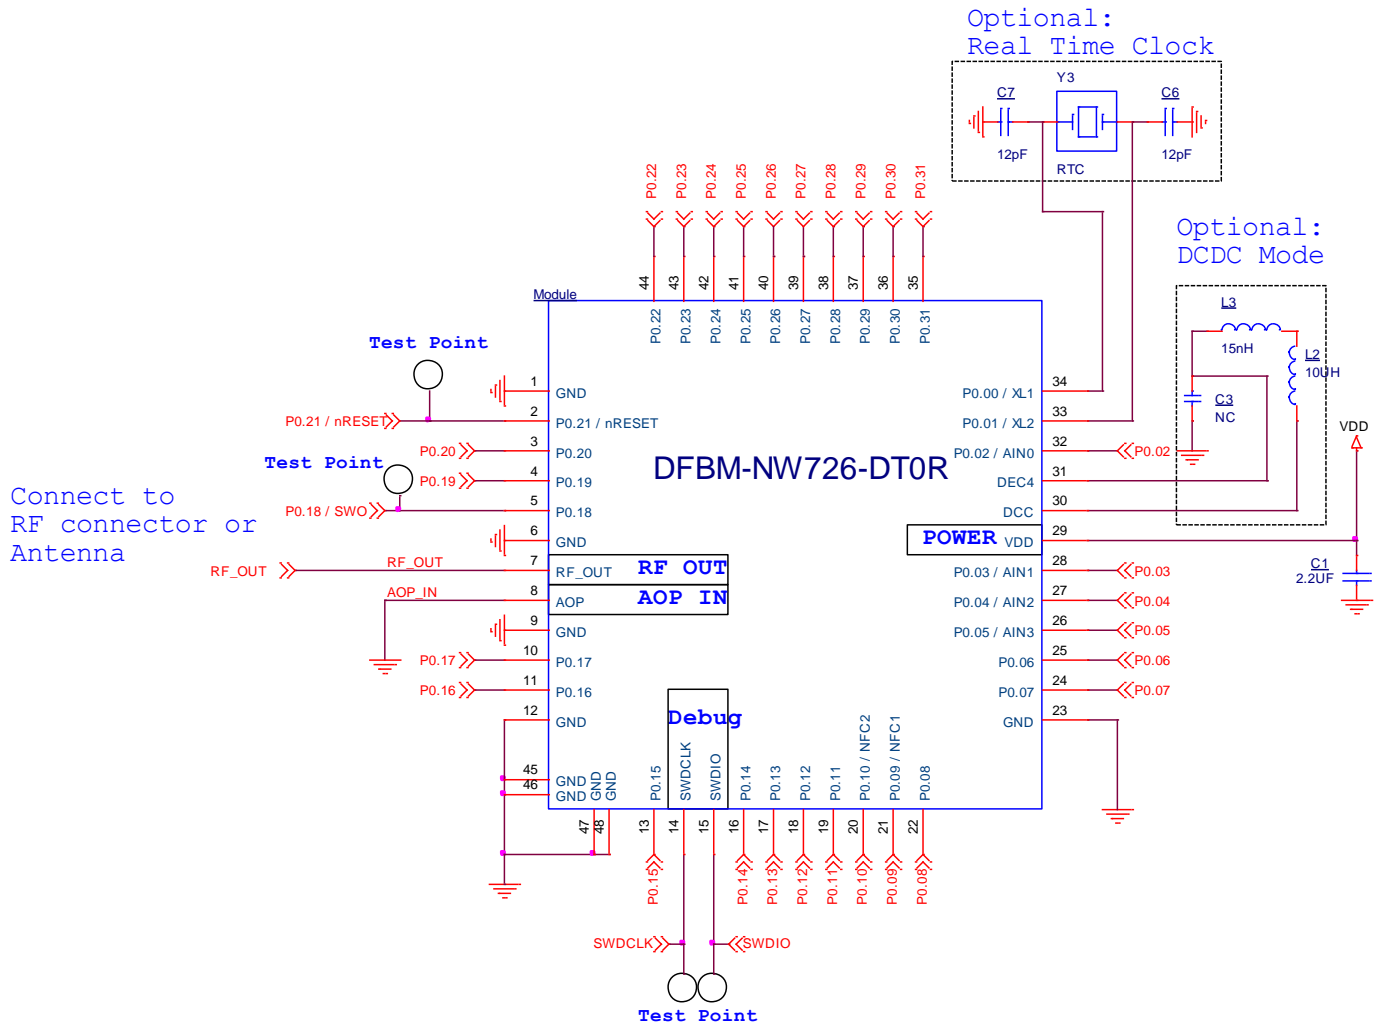 Optional:
Real Time Clock
Y3
C7
C6
12pF
12pF
RTC
P0.22
P0.23
P0.24
P0.25
P0.26
P0.27
P0.28
P0.29
P0.30
P0.31
Optional:
DCDC Mode
44
43
42
41
40
39
38
37
36
35
Module
P0.22
P0.23
P0.24
P0.25
P0.26
P0.27
P0.28
P0.29
P0.30
P0.31
L3
15nH
L2
10UH
C3
NC
VDD
C1
2.2UF
Test Point
1
GND
P0.21 / nRESET
2
P0.21 / nRESET
P0.20
3
P0.20
Test Point
P0.19
4
P0.19
P0.18 / SWO
5
P0.18
Connect to
RF connector or
Antenna
6
GND
RF_OUT
RF_OUT
7
RF_OUT
RF OUT
AOP_IN
8
AOP
AOP IN
9
GND
P0.17
10
P0.17
P0.16
11
P0.16
12
GND
45
GND
46
GND
GND
GND
47
48
DFBM-NW726-DT0R
P0.00 / XL1
34
P0.01 / XL2
33
P0.02 / AIN0
32
P0.02
DEC4
31
DCC
30
POWER
VDD
29
P0.03 / AIN1
28
P0.03
P0.04 / AIN2
27
P0.04
P0.05 / AIN3
26
P0.05
P0.06
25
P0.06
P0.07
24
P0.07
GND
23
Debug
P0.15
SWDCLK
SWDIO
P0.14
P0.13
P0.12
P0.11
P0.10 / NFC2
P0.09 / NFC1
P0.08
13
14
15
16
17
18
19
20
21
22
P0.15
P0.14
P0.13
P0.12
P0.11
P0.10
P0.09
P0.08
SWDCLK
SWDIO
Test Point